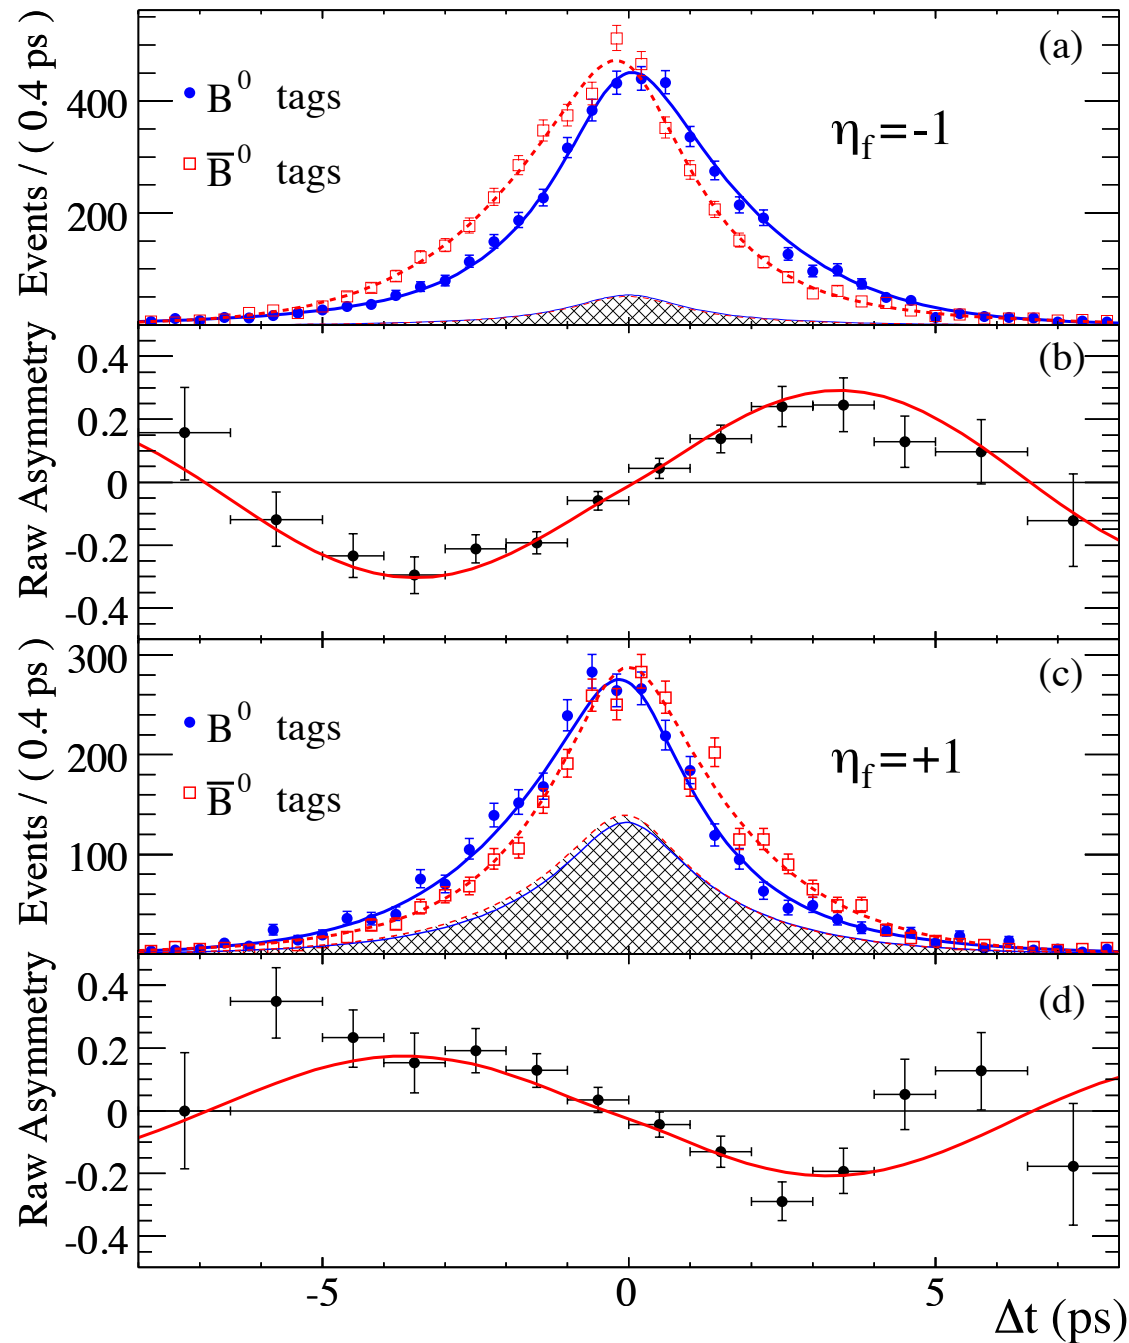 Events / ( 0.4 ps )
400
200
B⁰ tags
B̅⁰ tags
(a)
η_f=-1
Raw Asymmetry
0.4
0.2
0
-0.2
-0.4
(b)
Events / ( 0.4 ps )
300
200
100
B⁰ tags
B̅⁰ tags
(c)
η_f=+1
Raw Asymmetry
0.4
0.2
0
-0.2
-0.4
(d)
-5
0
5
Δt (ps)